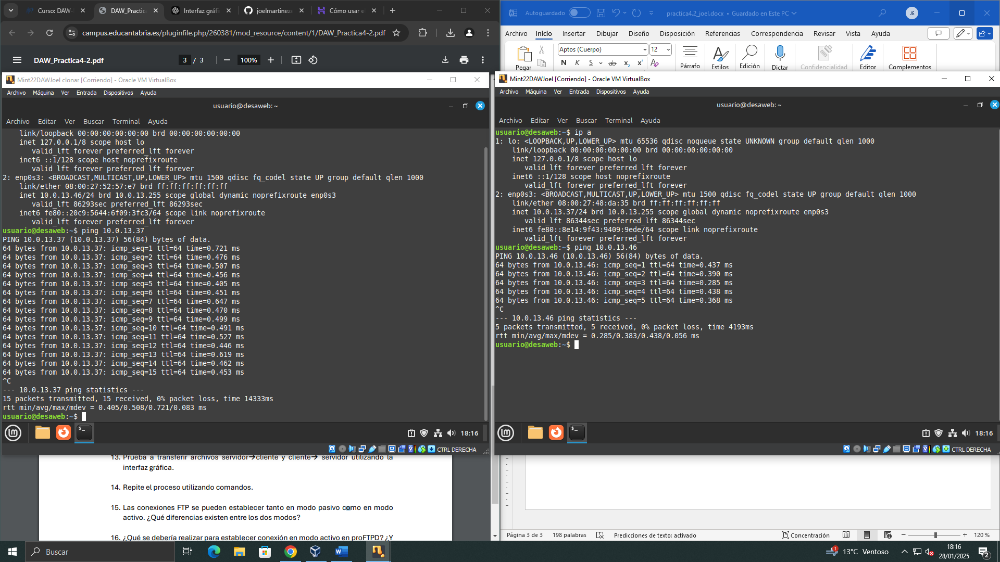 Curso: DAW-
DAW_Practica
Interfaz gráfi
joelmartineze
Cómo usar e
campus.educantabria.es/pluginfile.php/260381/mod_resource/content/1/DAW_Practica4-2.pdf
DAW_Practica4-2.pdf
3 / 3
100%
Autoguardado
practica4.2_joel.docx • Guardado en Este PC
JE
Archivo Inicio Insertar Dibujar Diseño Disposición Referencias Correspondencia Revisar Vista Ayuda
Pegar
Aptos (Cuerpo)
12
N K S ab x₂ x²
Párrafo
Estilos
Edición
Dictar
Confidencialidad
Editor
Complementos
Mint22DAWJoel clonar [Corriendo] - Oracle VM VirtualBox
Archivo Máquina Ver Entrada Dispositivos Ayuda
usuario@desaweb: ~
Archivo Editar Ver Buscar Terminal Ayuda
link/loopback 00:00:00:00:00:00 brd 00:00:00:00:00:00
inet 127.0.0.1/8 scope host lo
valid_lft forever preferred_lft forever
inet6 ::1/128 scope host noprefixroute
valid_lft forever preferred_lft forever
2: enp0s3: <BROADCAST,MULTICAST,UP,LOWER_UP> mtu 1500 qdisc fq_codel state UP group default qlen 1000
link/ether 08:00:27:52:57:e7 brd ff:ff:ff:ff:ff:ff
inet 10.0.13.46/24 brd 10.0.13.255 scope global dynamic noprefixroute enp0s3
valid_lft 86293sec preferred_lft 86293sec
inet6 fe80::20c9:5644:6f09:3fc3/64 scope link noprefixroute
valid_lft forever preferred_lft forever
usuario@desaweb:~$ ping 10.0.13.37
PING 10.0.13.37 (10.0.13.37) 56(84) bytes of data.
64 bytes from 10.0.13.37: icmp_seq=1 ttl=64 time=0.721 ms
64 bytes from 10.0.13.37: icmp_seq=2 ttl=64 time=0.476 ms
64 bytes from 10.0.13.37: icmp_seq=3 ttl=64 time=0.507 ms
64 bytes from 10.0.13.37: icmp_seq=4 ttl=64 time=0.456 ms
64 bytes from 10.0.13.37: icmp_seq=5 ttl=64 time=0.405 ms
64 bytes from 10.0.13.37: icmp_seq=6 ttl=64 time=0.451 ms
64 bytes from 10.0.13.37: icmp_seq=7 ttl=64 time=0.647 ms
64 bytes from 10.0.13.37: icmp_seq=8 ttl=64 time=0.470 ms
64 bytes from 10.0.13.37: icmp_seq=9 ttl=64 time=0.499 ms
64 bytes from 10.0.13.37: icmp_seq=10 ttl=64 time=0.491 ms
64 bytes from 10.0.13.37: icmp_seq=11 ttl=64 time=0.527 ms
64 bytes from 10.0.13.37: icmp_seq=12 ttl=64 time=0.446 ms
64 bytes from 10.0.13.37: icmp_seq=13 ttl=64 time=0.619 ms
64 bytes from 10.0.13.37: icmp_seq=14 ttl=64 time=0.462 ms
64 bytes from 10.0.13.37: icmp_seq=15 ttl=64 time=0.453 ms
^C
--- 10.0.13.37 ping statistics ---
15 packets transmitted, 15 received, 0% packet loss, time 14333ms
rtt min/avg/max/mdev = 0.405/0.508/0.721/0.083 ms
usuario@desaweb:~$
18:16
CTRL DERECHA
Mint22DAWJoel [Corriendo] - Oracle VM VirtualBox
Archivo Máquina Ver Entrada Dispositivos Ayuda
usuario@desaweb: ~
Archivo Editar Ver Buscar Terminal Ayuda
usuario@desaweb:~$ ip a
1: lo: <LOOPBACK,UP,LOWER_UP> mtu 65536 qdisc noqueue state UNKNOWN group default qlen 1000
link/loopback 00:00:00:00:00:00 brd 00:00:00:00:00:00
inet 127.0.0.1/8 scope host lo
valid_lft forever preferred_lft forever
inet6 ::1/128 scope host noprefixroute
valid_lft forever preferred_lft forever
2: enp0s3: <BROADCAST,MULTICAST,UP,LOWER_UP> mtu 1500 qdisc fq_codel state UP group default qlen 1000
link/ether 08:00:27:48:da:35 brd ff:ff:ff:ff:ff:ff
inet 10.0.13.37/24 brd 10.0.13.255 scope global dynamic noprefixroute enp0s3
valid_lft 86344sec preferred_lft 86344sec
inet6 fe80::8e14:9f43:9409:9ede/64 scope link noprefixroute
valid_lft forever preferred_lft forever
usuario@desaweb:~$ ping 10.0.13.46
PING 10.0.13.46 (10.0.13.46) 56(84) bytes of data.
64 bytes from 10.0.13.46: icmp_seq=1 ttl=64 time=0.437 ms
64 bytes from 10.0.13.46: icmp_seq=2 ttl=64 time=0.390 ms
64 bytes from 10.0.13.46: icmp_seq=3 ttl=64 time=0.285 ms
64 bytes from 10.0.13.46: icmp_seq=4 ttl=64 time=0.438 ms
64 bytes from 10.0.13.46: icmp_seq=5 ttl=64 time=0.368 ms
^C
--- 10.0.13.46 ping statistics ---
5 packets transmitted, 5 received, 0% packet loss, time 4193ms
rtt min/avg/max/mdev = 0.285/0.383/0.438/0.056 ms
usuario@desaweb:~$
18:16
CTRL DERECHA
13. Prueba a transferir archivos servidor→cliente y cliente→ servidor utilizando la
interfaz gráfica.
14. Repite el proceso utilizando comandos.
15. Las conexiones FTP se pueden establecer tanto en modo pasivo como en modo
activo. ¿Qué diferencias existen entre los dos modos?
16. ¿Qué se debería realizar para establecer conexión en modo activo en proFTPD? ¿Y
Página 3 de 3 198 palabras Predicciones de texto: activado Concentración 120 %
Buscar
1
13°C Ventoso
18:16
28/01/2025
2